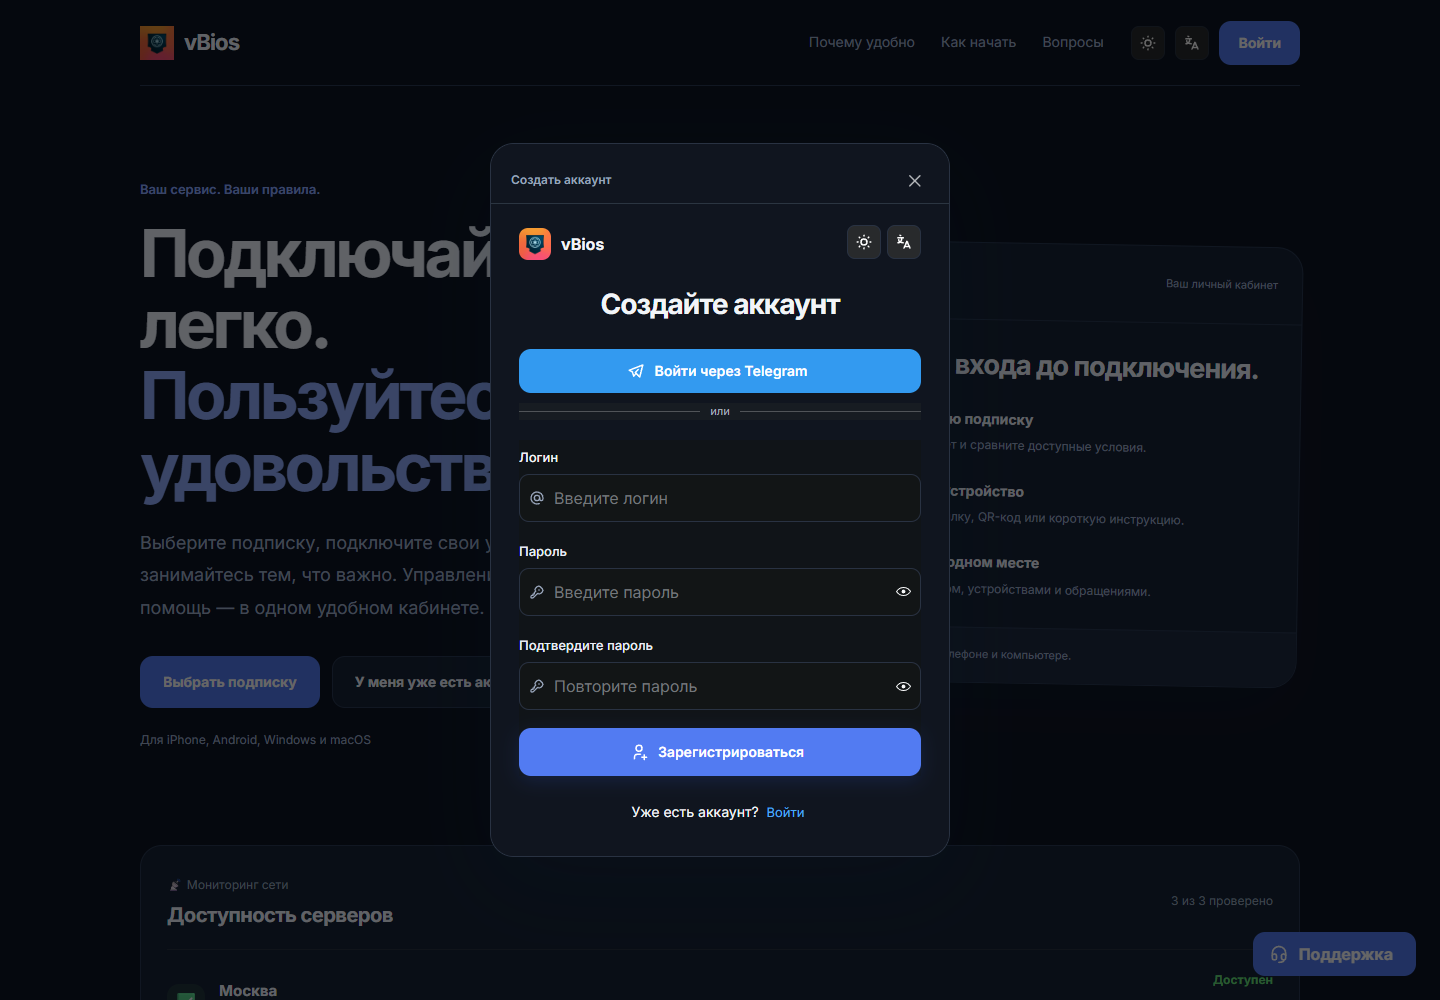 vBios
Почему удобно
Как начать
Вопросы
Войти
Ваш сервис. Ваши правила.
Подключай
легко.
Пользуйтес
удовольств
Выберите подписку, подключите свои у
занимайтесь тем, что важно. Управлени
помощь — в одном удобном кабинете.
Выбрать подписку
У меня уже есть ак
Для iPhone, Android, Windows и macOS
Создать аккаунт
vBios
Создайте аккаунт
Войти через Telegram
или
Логин
Введите логин
Пароль
Введите пароль
Подтвердите пароль
Повторите пароль
Зарегистрироваться
Уже есть аккаунт? Войти
Ваш личный кабинет
входа до подключения.
ю подписку
т и сравните доступные условия.
стройство
лку, QR-код или короткую инструкцию.
одном месте
ом, устройствами и обращениями.
лефоне и компьютере.
Мониторинг сети
Доступность серверов
3 из 3 проверено
Москва
Доступен
Поддержка